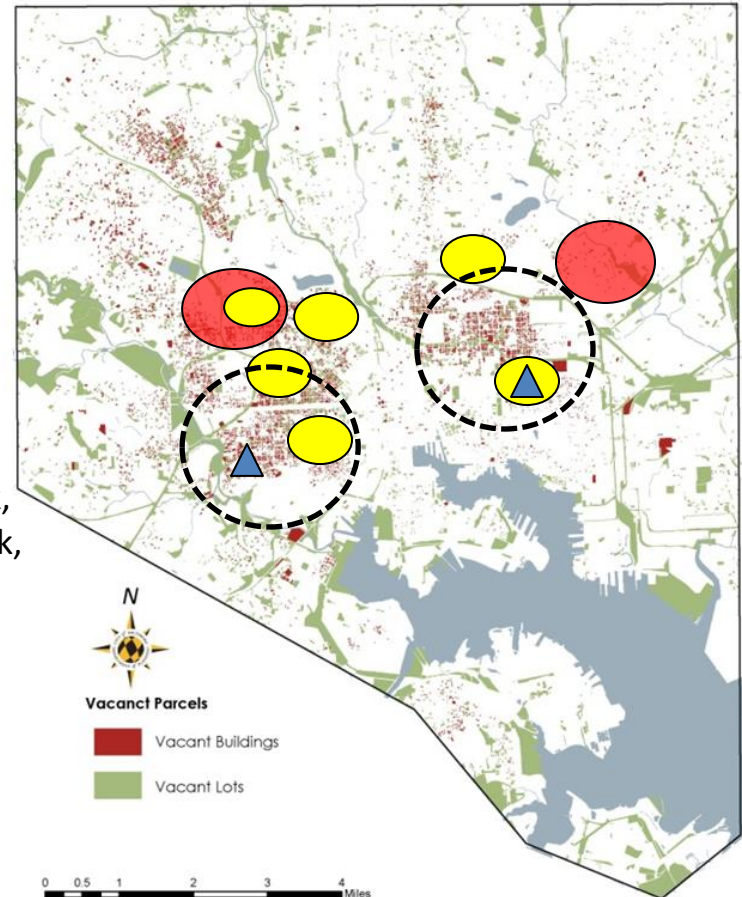 ,
k,
N
Vacanct Parcels
Vacant Buildings
Vacant Lots
0 0.5 1 2 3 4
Miles